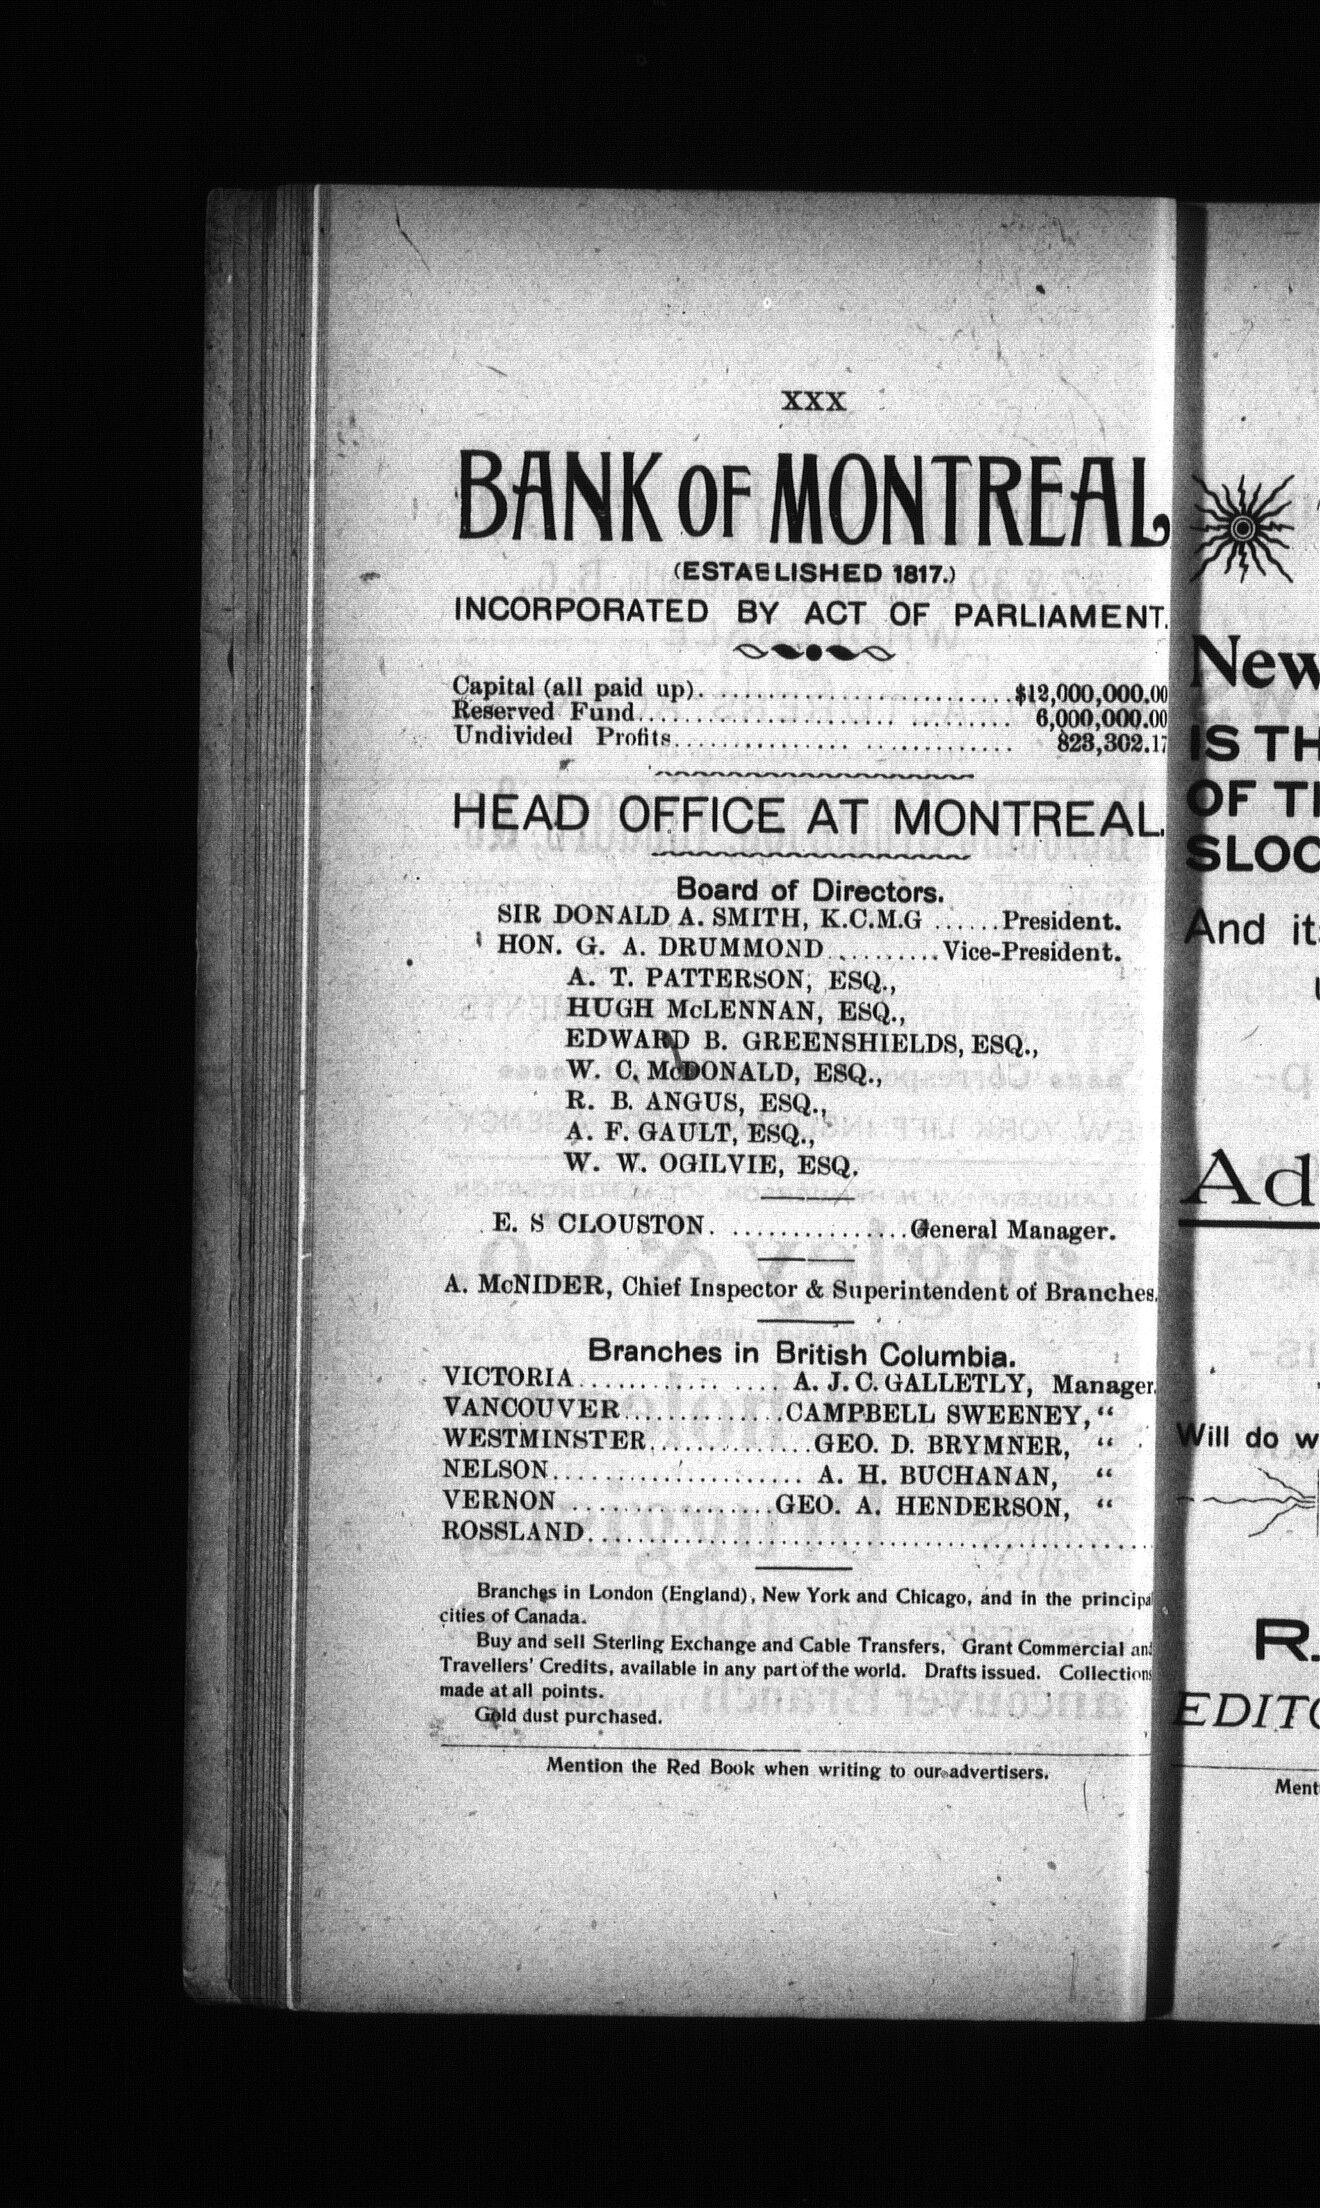 xxx
BANK OF MONTREAL
(ESTABLISHED 1817.)
INCORPORATED BY ACT OF PARLIAMENT.
Capital (all paid up). ........................$12,000,000.00
Reserved Fund...................... ......... 6,000,000.00
Undivided Profits............... ............. 823,302.17
HEAD OFFICE AT MONTREAL.
Board of Directors.
SIR DONALD A. SMITH, K.C.M.G ......President.
HON. G. A. DRUMMOND..........Vice-President.
A. T. PATTERSON, ESQ.,
HUGH McLENNAN, ESQ.,
EDWARD B. GREENSHIELDS, ESQ.,
W. C. McDONALD, ESQ.,
R. B. ANGUS, ESQ.,
A. F. GAULT, ESQ.,
W. W. OGILVIE, ESQ.
E. S CLOUSTON. ...............General Manager.
A. McNIDER, Chief Inspector & Superintendent of Branches.
Branches in British Columbia.
VICTORIA............ .... A. J. C. GALLETLY, Manager.
VANCOUVER..............CAMPBELL SWEENEY, “
WESTMINSTER..............GEO. D. BRYMNER, “
NELSON..................... A. H. BUCHANAN, “
VERNON ................GEO. A. HENDERSON, “
ROSSLAND................................................
Branches in London (England), New York and Chicago, and in the principal
cities of Canada.
Buy and sell Sterling Exchange and Cable Transfers, Grant Commercial and
Travellers' Credits, available in any part of the world. Drafts issued. Collections
made at all points.
Gold dust purchased.
Mention the Red Book when writing to our advertisers.
New
IS TH
OF T
SLOC
And it
Ad
Will do w
R.
EDITO
Ment